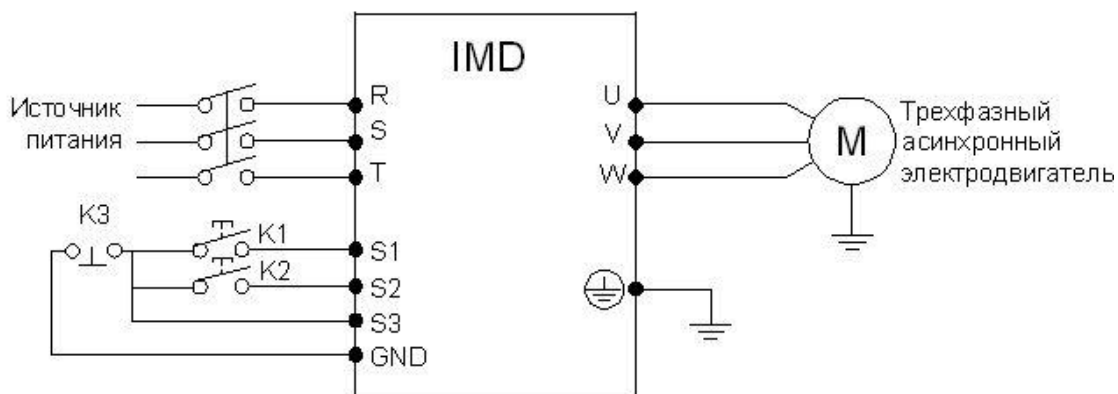 IMD
Источник
питания
R
S
T
U
V
W
M
Трехфазный
асинхронный
электродвигатель
K3
K1
K2
S1
S2
S3
GND